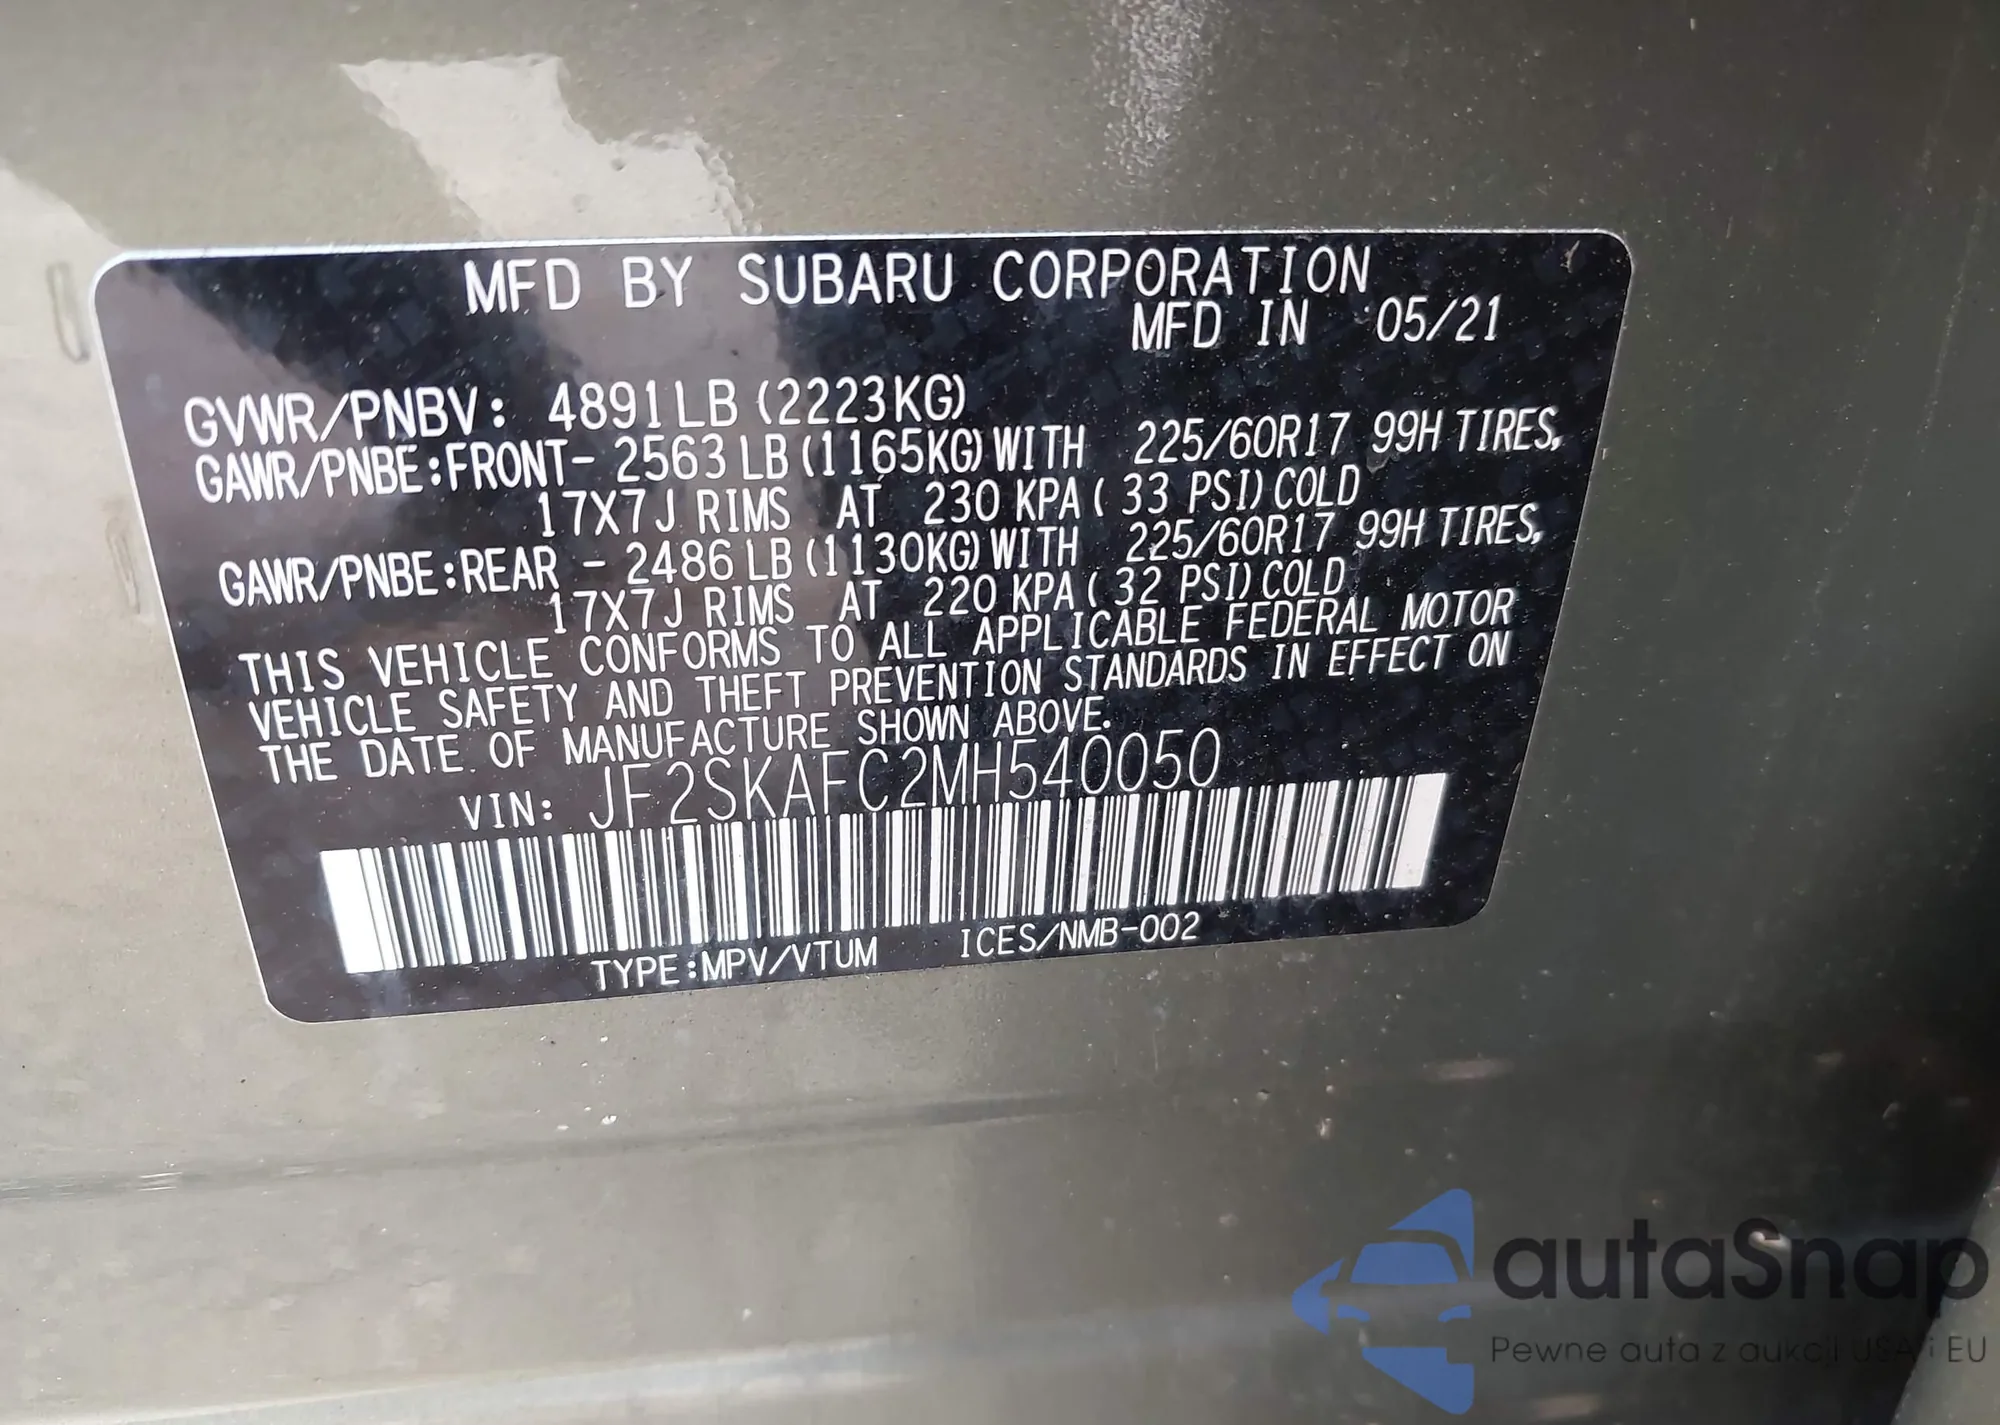 MFD BY SUBARU CORPORATION
MFD IN 05/21
GVWR/PNBV: 4891LB (2223KG)
GAWR/PNBE:FRONT- 2563 LB (1165KG) WITH 225/60R17 99H TIRES,
17X7J RIMS AT 230 KPA ( 33 PSI) COLD
GAWR/PNBE:REAR - 2486 LB (1130KG) WITH 225/60R17 99H TIRES,
17X7J RIMS AT 220 KPA ( 32 PSI) COLD
THIS VEHICLE CONFORMS TO ALL APPLICABLE FEDERAL MOTOR
VEHICLE SAFETY AND THEFT PREVENTION STANDARDS IN EFFECT ON
THE DATE OF MANUFACTURE SHOWN ABOVE.
VIN: JF2SKAFC2MH540050
TYPE:MPV/VTUM ICES/NMB-002
autaSnap
Pewne auta z aukcji USA i EU